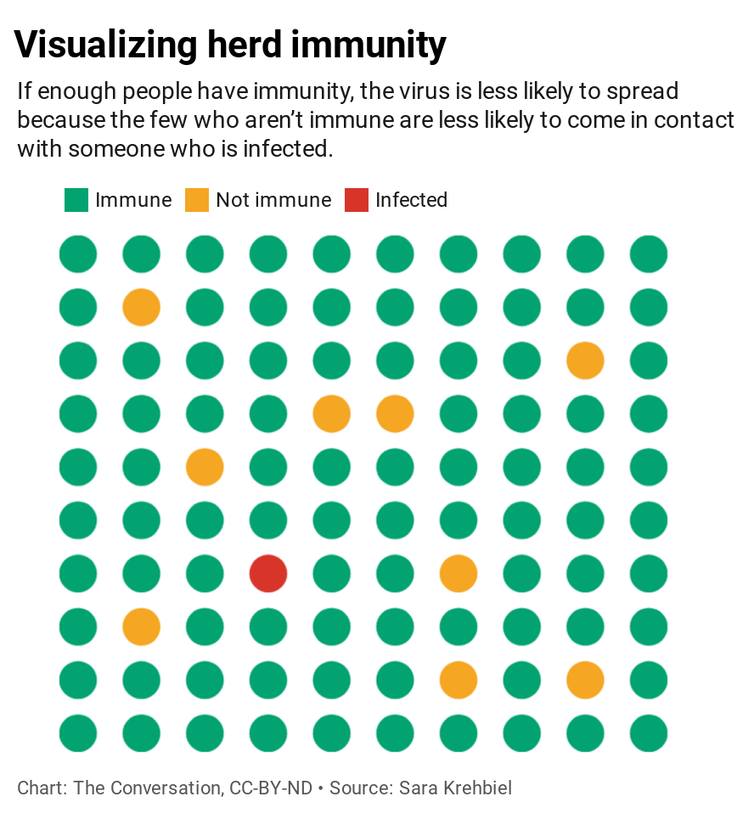 Visualizing herd immunity
If enough people have immunity, the virus is less likely to spread
because the few who aren’t immune are less likely to come in contact
with someone who is infected.
Immune Not immune Infected
Chart: The Conversation, CC-BY-ND • Source: Sara Krehbiel